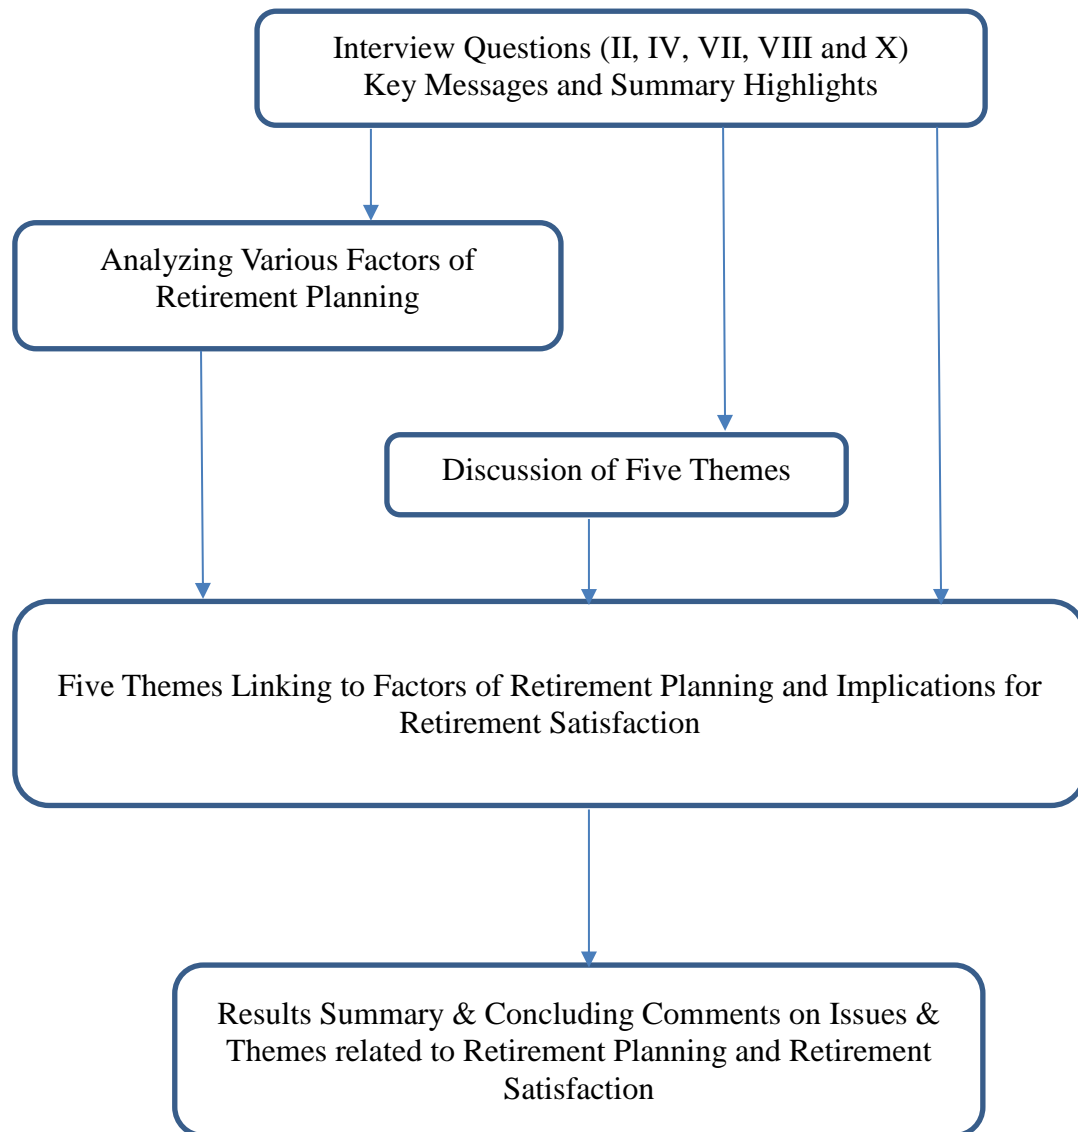 Interview Questions (II, IV, VII, VIII and X)
Key Messages and Summary Highlights
Analyzing Various Factors of
Retirement Planning
Discussion of Five Themes
Five Themes Linking to Factors of Retirement Planning and Implications for
Retirement Satisfaction
Results Summary & Concluding Comments on Issues &
Themes related to Retirement Planning and Retirement
Satisfaction